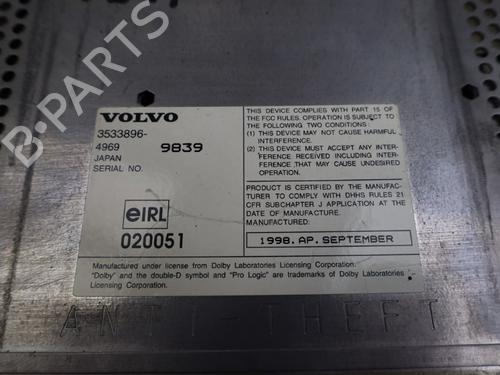 B-Parts
VOLVO
3533896-
4969 9839
JAPAN
SERIAL NO.
eIRL
020051
THIS DEVICE COMPLIES WITH PART 15 OF
THE FCC RULES. OPERATION IS SUBJECT TO
THE FOLLOWING TWO CONDITIONS:
(1) THIS DEVICE MAY NOT CAUSE HARMFUL
INTERFERENCE.
(2) THIS DEVICE MUST ACCEPT ANY INTER-
FERENCE RECEIVED INCLUDING INTERFERENCE
THAT MAY CAUSE UNDESIRED
OPERATION.
PRODUCT IS CERTIFIED BY THE MANUFAC-
TURER TO COMPLY WITH DHHS RULES 21
CFR SUBCHAPTER J APPLICATION AT THE
DATE OF MANUFACTURE.
1998. AP. SEPTEMBER
Manufactured under license from Dolby Laboratories Licensing Corporation.
"Dolby" and the double-D symbol and "Pro Logic" are trademarks of Dolby Laboratories
Licensing Corporation.
ANTI-THEFT